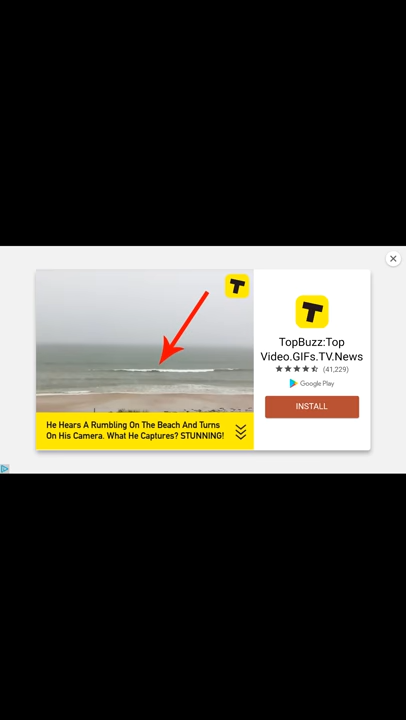 He Hears A Rumbling On The Beach And Turns
On His Camera. What He Captures? STUNNING!
T
T
TopBuzz:Top
Video.GIFs.TV.News
(41,229)
Google Play
INSTALL